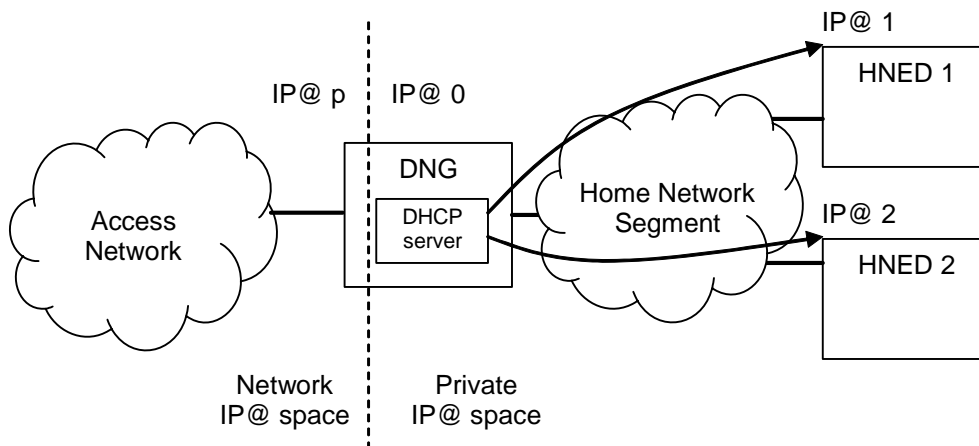 IP@ 1
HNED 1
IP@ p
IP@ 0
DNG
DHCP
server
Access
Network
Home Network
Segment
IP@ 2
HNED 2
Network
IP@ space
Private
IP@ space